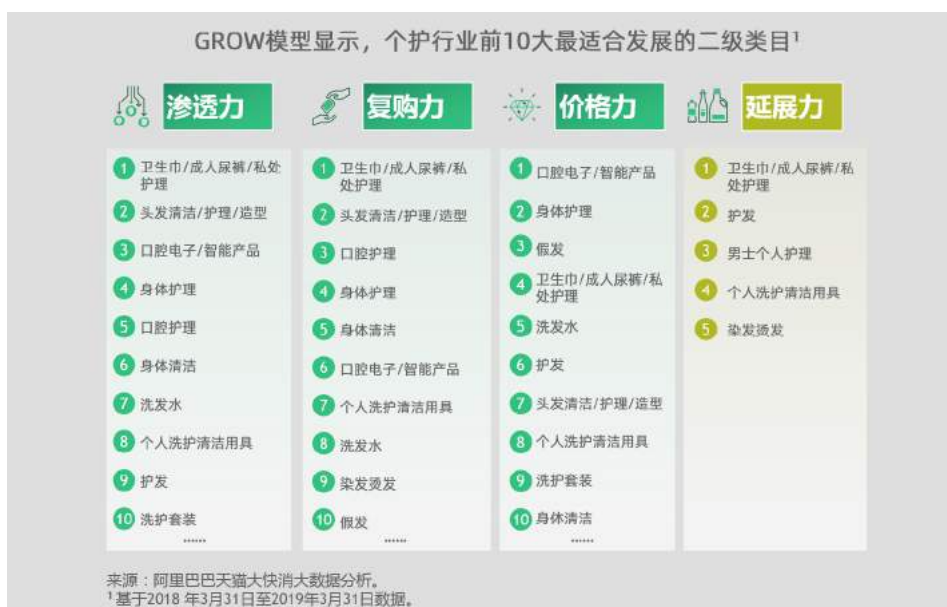 GROW模型显示，个护行业前10大最适合发展的二级类目¹
渗透力
1 卫生巾/成人尿裤/私处
护理
2 头发清洁/护理/造型
3 口腔电子/智能产品
4 身体护理
5 口腔护理
6 身体清洁
7 洗发水
8 个人洗护清洁用具
9 护发
10 洗护套装
......
复购力
1 卫生巾/成人尿裤/私
处护理
2 头发清洁/护理/造型
3 口腔护理
4 身体护理
5 身体清洁
6 口腔电子/智能产品
7 个人洗护清洁用具
8 洗发水
9 染发烫发
10 假发
......
价格力
1 口腔电子/智能产品
2 身体护理
3 假发
4 卫生巾/成人尿裤/私
处护理
5 洗发水
6 护发
7 头发清洁/护理/造型
8 个人洗护清洁用具
9 洗护套装
10 身体清洁
......
延展力
1 卫生巾/成人尿裤/私
处护理
2 护发
3 男士个人护理
4 个人洗护清洁用具
5 染发烫发
来源：阿里巴巴天猫大快消大数据分析。
¹基于2018 年3月31日至2019年3月31日数据。